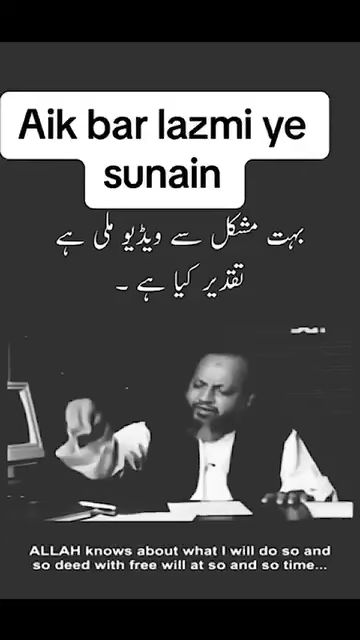 Aik bar lazmi ye
sunain
بہت مشکل سے ویڈیو ملی ہے
تقدیر کیا ہے ۔
ALLAH knows about what I will do so and
so deed with free will at so and so time...